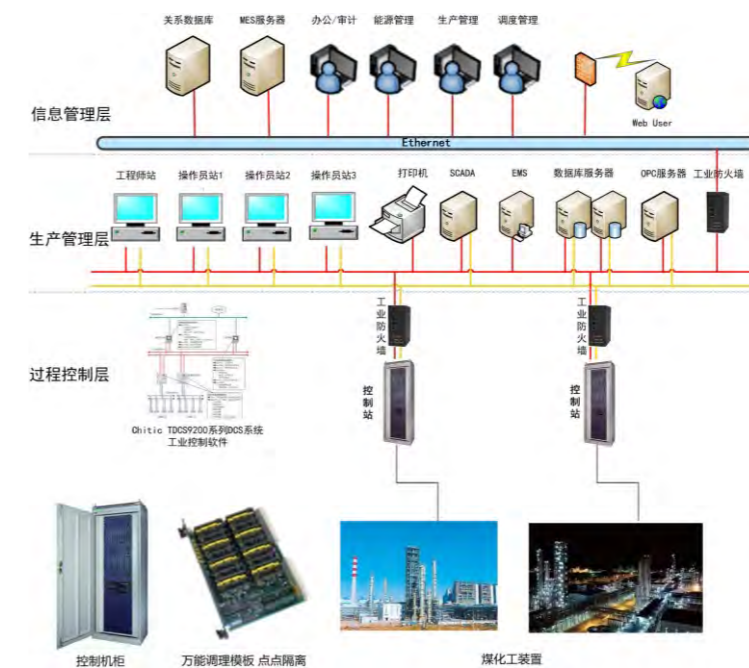 关系数据库 MES服务器 办公/审计 能源管理 生产管理 调度管理
信息管理层
Web User
Ethernet
工程师站 操作员站1 操作员站2 操作员站3 打印机 SCADA EMS 数据库服务器 OPC服务器 工业防火墙
生产管理层
工业防火墙
工业防火墙
过程控制层
控制站
控制站
Chitic TDCS9200系列DCS系统
工业控制软件
控制机柜 万能调理模板 点点隔离 煤化工装置